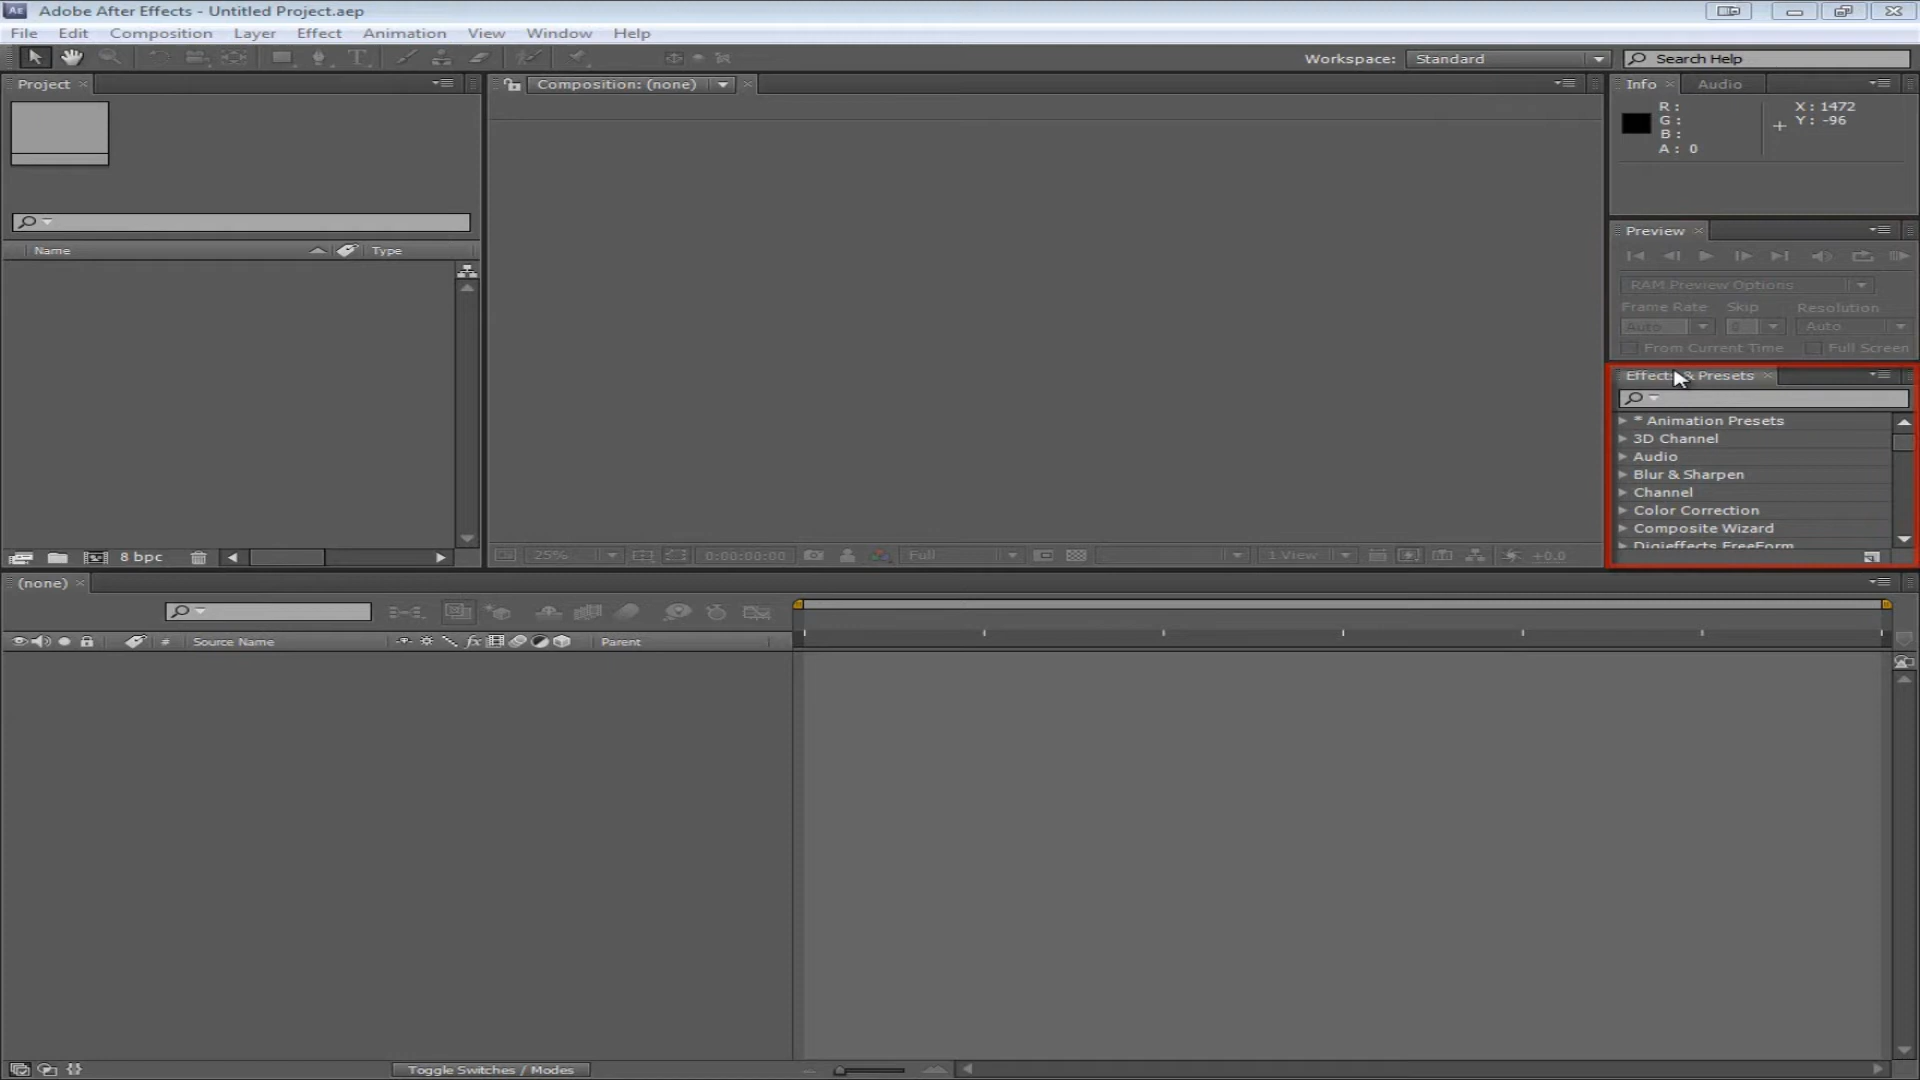 Adobe After Effects - Untitled Project.aep
File Edit Composition Layer Effect Animation View Window Help
Workspace: Standard Search Help
Project
Composition: (none)
Info Audio
R :
G :
B :
A : 0
X : 1472
Y : -96
Preview
RAM Preview Options
Frame Rate Skip Resolution
Auto 0 Auto
From Current Time Full Screen
Name Type
Effects & Presets
* Animation Presets
3D Channel
Audio
Blur & Sharpen
Channel
Color Correction
Composite Wizard
Digieffects FreeForm
8 bpc
25% 0:00:00:00 Full 1 View +0.0
(none)
# Source Name fx Parent
Toggle Switches / Modes